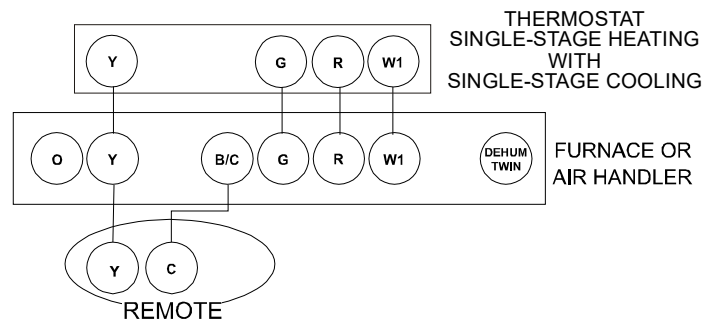 THERMOSTAT
SINGLE-STAGE HEATING
WITH
SINGLE-STAGE COOLING
Y G R W1
O Y B/C G R W1 DEHUM
TWIN
FURNACE OR
AIR HANDLER
Y C
REMOTE